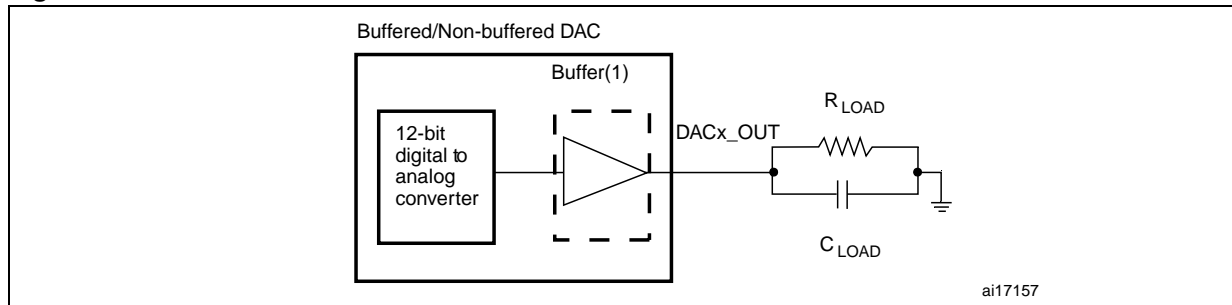 Buffered/Non-buffered DAC
Buffer(1)
12-bit
digital to
analog
converter
DACx_OUT
R LOAD
C LOAD
ai17157